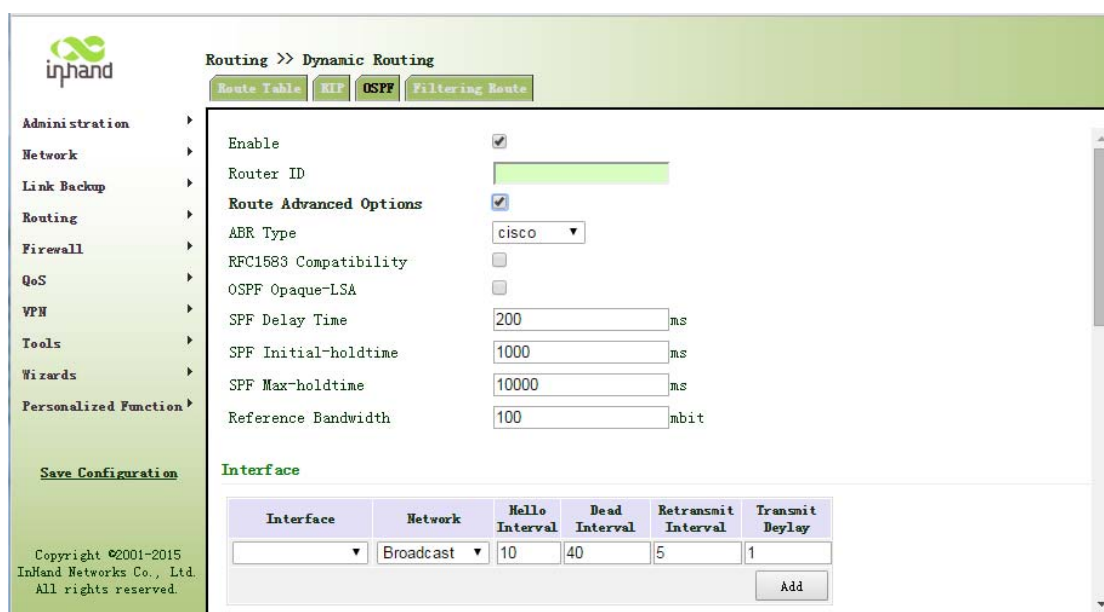 inhand
Routing >> Dynamic Routing
Route Table RIP OSPF Filtering Route
Administration
Network
Link Backup
Routing
Firewall
QoS
VPN
Tools
Wizards
Personalized Function
Save Configuration
Copyright ©2001-2015
InHand Networks Co., Ltd.
All rights reserved.
Enable
Router ID
Route Advanced Options
ABR Type cisco
RFC1583 Compatibility
OSPF Opaque-LSA
SPF Delay Time 200 ms
SPF Initial-holdtime 1000 ms
SPF Max-holdtime 10000 ms
Reference Bandwidth 100 mbit
Interface
Interface Network Hello Interval Dead Interval Retransmit Interval Transmit Deylay
Broadcast 10 40 5 1
Add